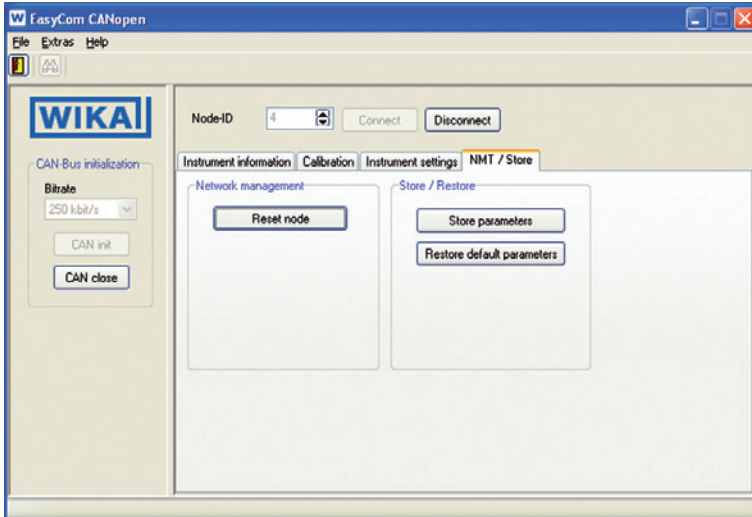 W EasyCom CANopen
File Extras Help
WIKA
Node-ID 4 Connect Disconnect
Instrument information Calibration Instrument settings NMT / Store
CAN-Bus initialization
Bitrate
250 kbit/s
CAN init
CAN close
Network management
Reset node
Store / Restore
Store parameters
Restore default parameters